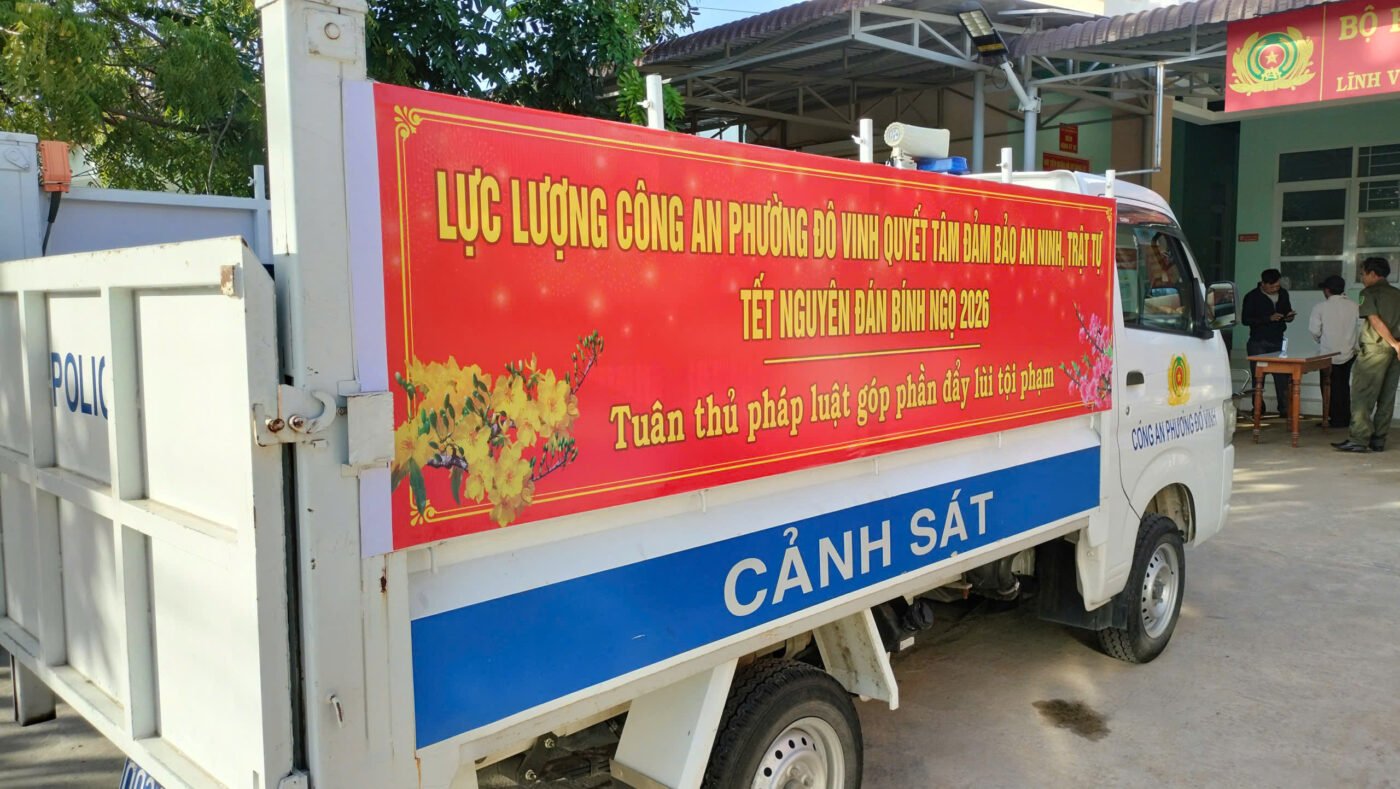 BỘ
LĨNH V
LỰC LƯỢNG CÔNG AN PHƯỜNG ĐÔ VINH QUYẾT TÂM ĐẢM BẢO AN NINH, TRẬT TỰ
TẾT NGUYÊN ĐÁN BÍNH NGỌ 2026
Tuân thủ pháp luật góp phần đẩy lùi tội phạm
POLIC
CÔNG AN PHƯỜNG ĐÔ VINH
CẢNH SÁT